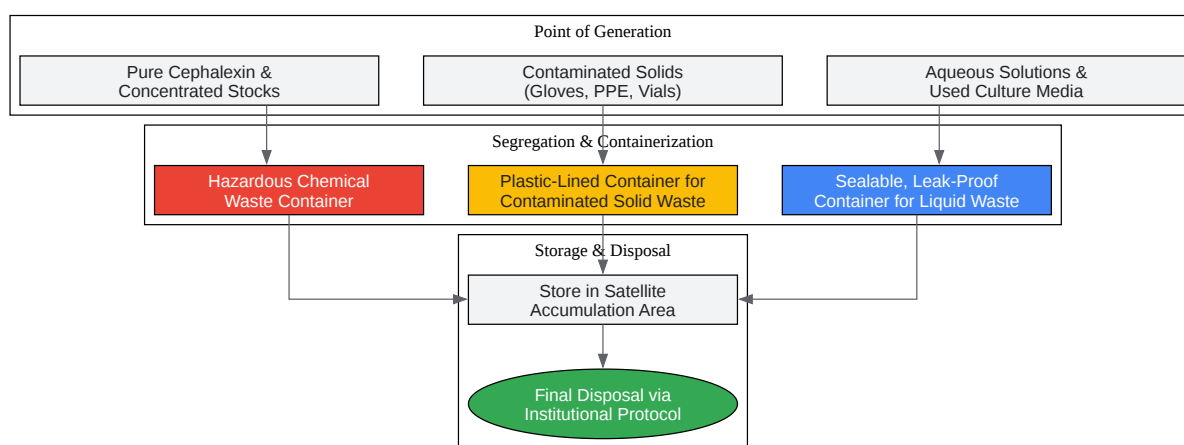 Point of Generation
Pure Cephalexin &
Concentrated Stocks
Contaminated Solids
(Gloves, PPE, Vials)
Aqueous Solutions &
Used Culture Media
Segregation & Containerization
Hazardous Chemical
Waste Container
Plastic-Lined Container for
Contaminated Solid Waste
Sealable, Leak-Proof
Container for Liquid Waste
Storage & Disposal
Store in Satellite
Accumulation Area
Final Disposal via
Institutional Protocol